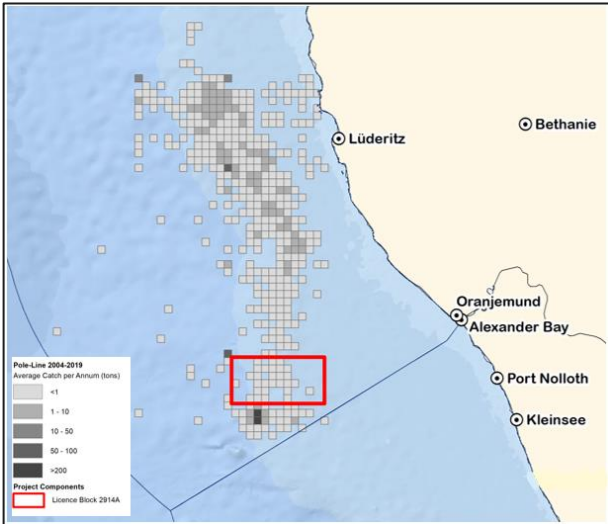 Bethanie
Lüderitz
Oranjemund
Alexander Bay
Port Nolloth
Kleinsee
Pole-Line 2004-2019
Average Catch per Annum (tons)
<1
1 - 10
10 - 50
50 - 100
>200
Project Components
Licence Block 2914A